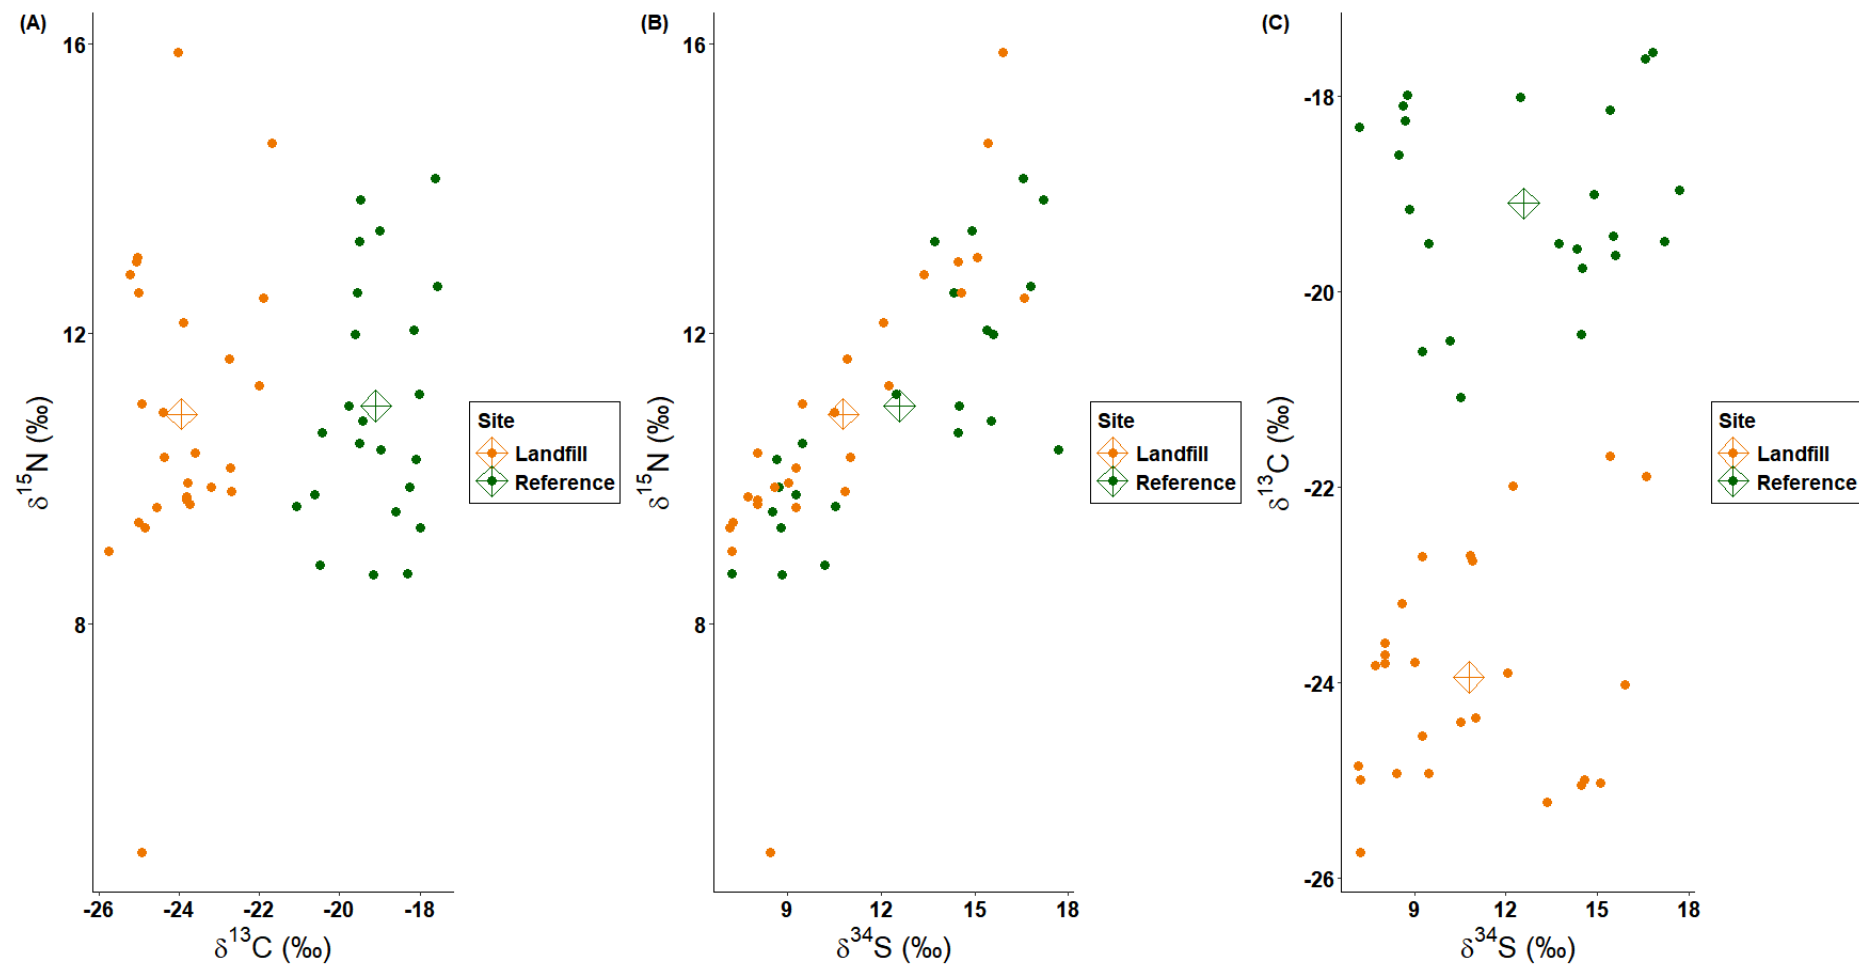 (A)
16
12
8
δ15N (‰)
-26 -24 -22 -20 -18
δ13C (‰)
Site
Landfill
Reference
(B)
16
12
8
δ15N (‰)
9 12 15 18
δ34S (‰)
Site
Landfill
Reference
(C)
-18
-20
-22
-24
-26
δ13C (‰)
9 12 15 18
δ34S (‰)
Site
Landfill
Reference